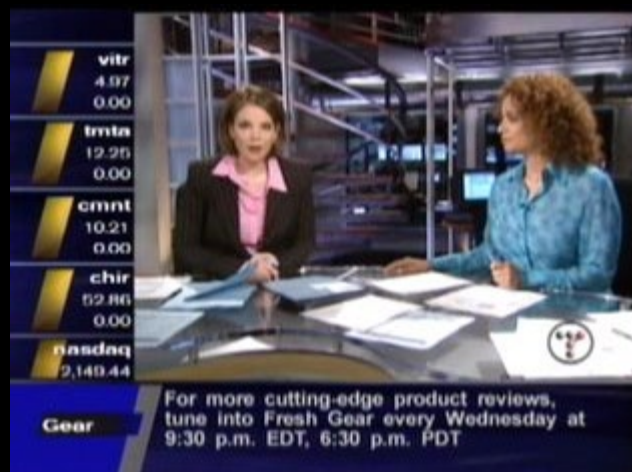 vitr
4.97
0.00
tmta
12.25
0.00
cmnt
10.21
0.00
chir
52.86
0.00
nasdaq
2,149.44
Gear
For more cutting-edge product reviews,
tune into Fresh Gear every Wednesday at
9:30 p.m. EDT, 6:30 p.m. PDT